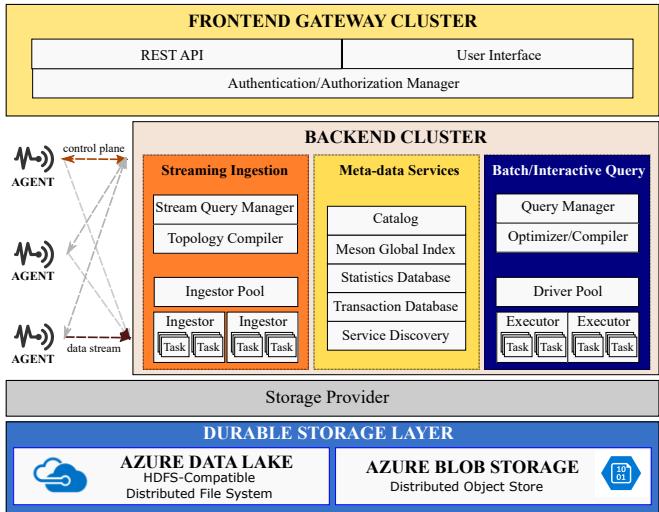 FRONTEND GATEWAY CLUSTER
REST API
User Interface
Authentication/Authorization Manager
BACKEND CLUSTER
control plane
AGENT
AGENT
AGENT
data stream
Streaming Ingestion
Stream Query Manager
Topology Compiler
Ingestor Pool
Ingestor
Ingestor
Task
Task
Task
Task
Meta-data Services
Catalog
Meson Global Index
Statistics Database
Transaction Database
Service Discovery
Batch/Interactive Query
Query Manager
Optimizer/Compiler
Driver Pool
Executor
Executor
Task
Task
Task
Task
Storage Provider
DURABLE STORAGE LAYER
AZURE DATA LAKE
HDFS-Compatible
Distributed File System
AZURE BLOB STORAGE
Distributed Object Store
10
01